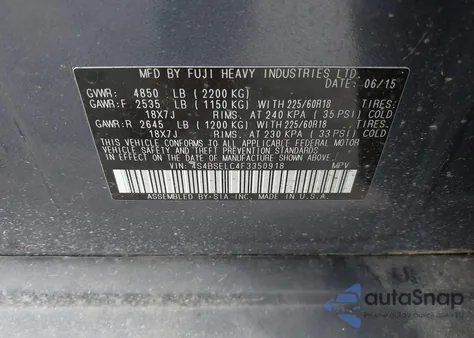 MFD BY FUJI HEAVY INDUSTRIES LTD.
DATE: 06/15
GVWR: 4850 LB (2200 KG)
GAWR:F 2535 LB (1150 KG) WITH 225/60R18 TIRES,
18X7J RIMS, AT 240 KPA (35 PSI) COLD
GAWR:R 2645 LB (1200 KG) WITH 225/60R18 TIRES,
18X7J RIMS, AT 230 KPA (33 PSI) COLD
THIS VEHICLE CONFORMS TO ALL APPLICABLE FEDERAL MOTOR
VEHICLE SAFETY STANDARDS IN EFFECT ON THE DATE OF
MANUFACTURE SHOWN ABOVE.
VIN: 4S4BSELC4F3350918 MPV
ASSEMBLED BY-SIA INC. MADE IN U.S.A.
autoSnap